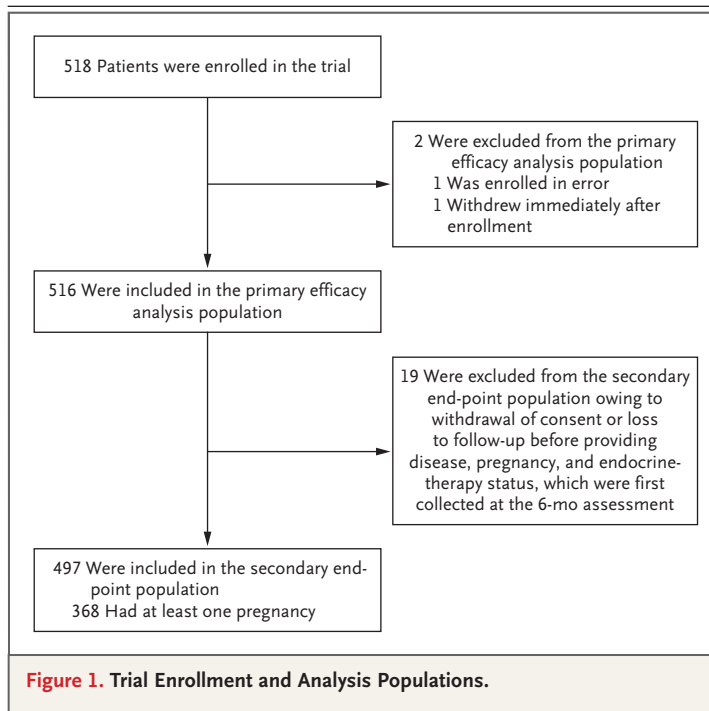 518 Patients were enrolled in the trial
2 Were excluded from the primary
efficacy analysis population
1 Was enrolled in error
1 Withdrew immediately after
enrollment
516 Were included in the primary efficacy
analysis population
19 Were excluded from the secondary
end-point population owing to
withdrawal of consent or loss
to follow-up before providing
disease, pregnancy, and endocrine-
therapy status, which were first
collected at the 6-mo assessment
497 Were included in the secondary end-
point population
368 Had at least one pregnancy
Figure 1. Trial Enrollment and Analysis Populations.